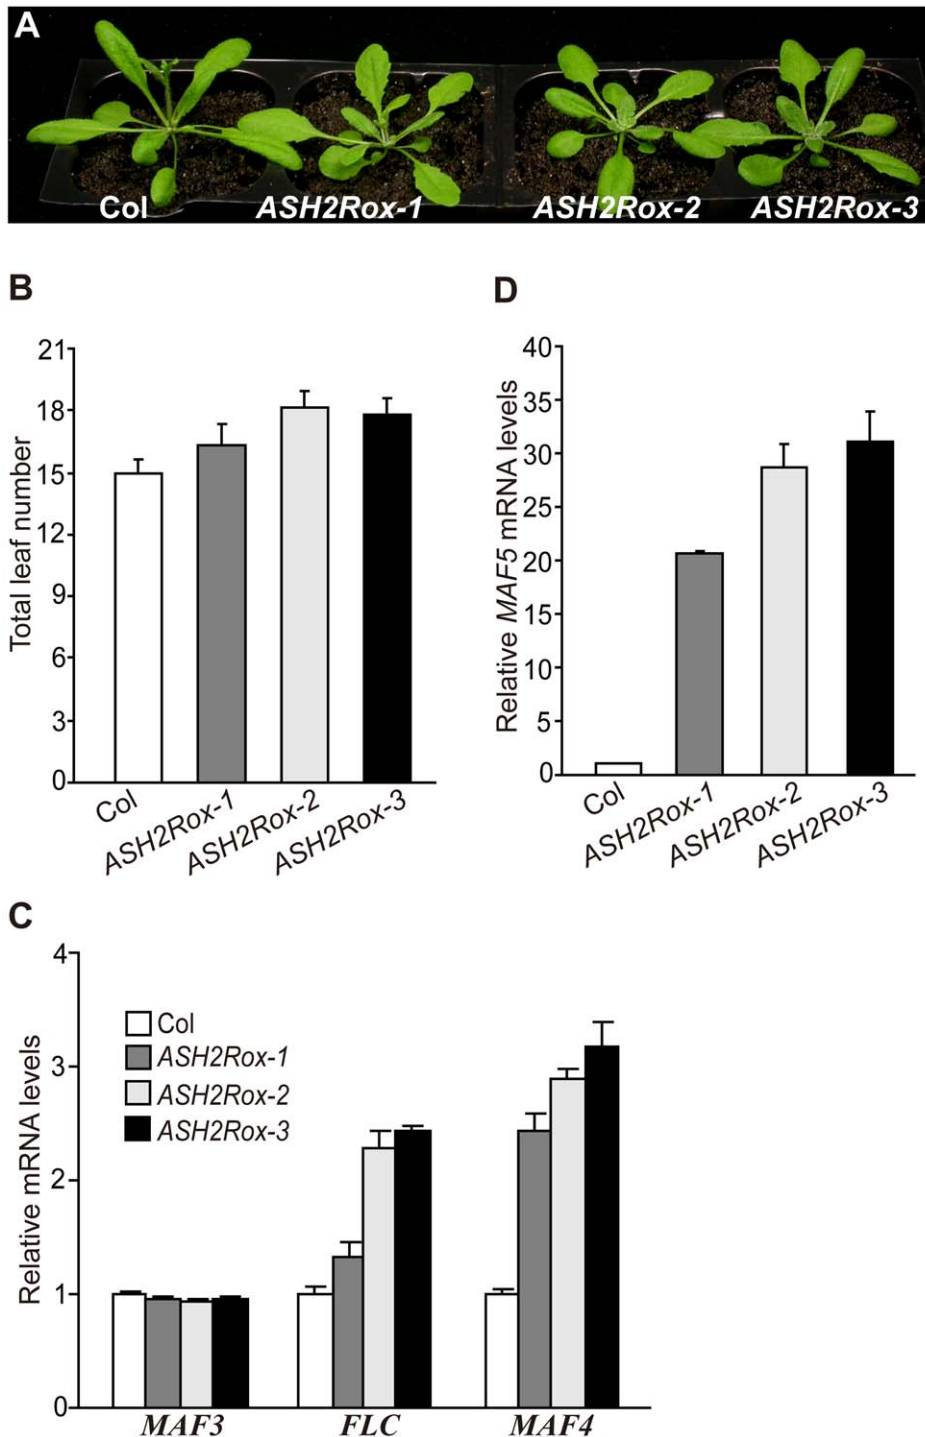 A
Col ASH2Rox-1 ASH2Rox-2 ASH2Rox-3
B
Total leaf number
21
18
15
12
9
6
3
0
Col ASH2Rox-1 ASH2Rox-2 ASH2Rox-3
D
Relative MAF5 mRNA levels
40
35
30
25
20
15
10
5
0
Col ASH2Rox-1 ASH2Rox-2 ASH2Rox-3
C
Relative mRNA levels
4
3
2
1
0
Col
ASH2Rox-1
ASH2Rox-2
ASH2Rox-3
MAF3 FLC MAF4